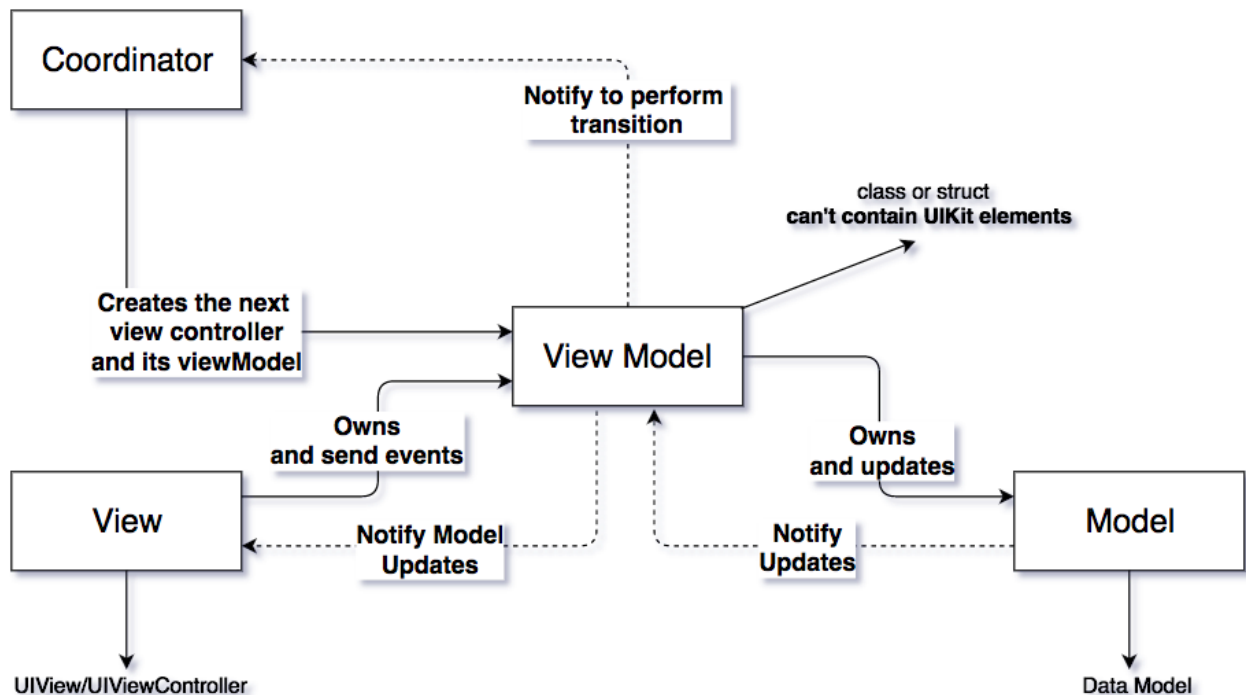 Coordinator
Notify to perform
transition
class or struct
can't contain UIKit elements
Creates the next
view controller
and its viewModel
View Model
Owns
and send events
Owns
and updates
View
Notify Model
Updates
Notify
Updates
Model
UIView/UIViewController
Data Model